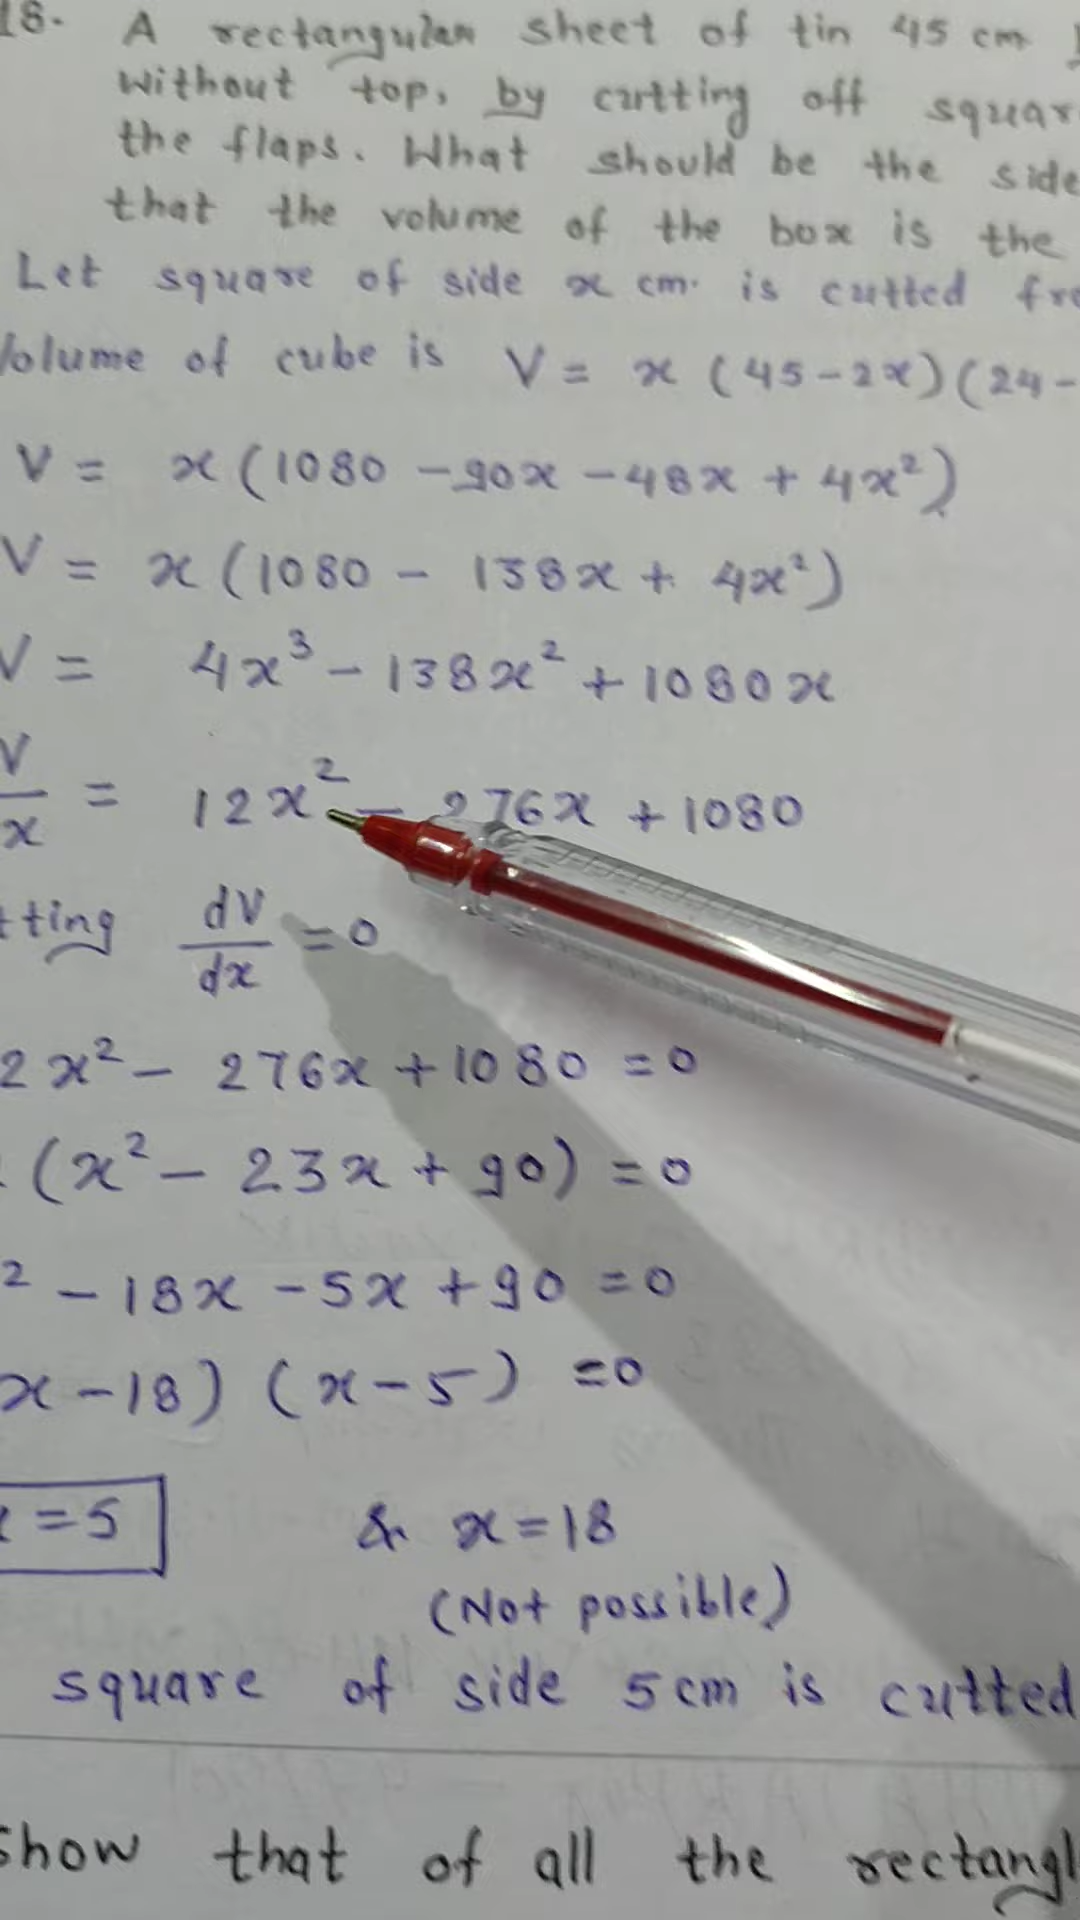 18. A rectangular sheet of tin 45 cm
without top, by cutting off squar
the flaps. What should be the side
that the volume of the box is the
Let square of side x cm. is cutted fro
Volume of cube is V = x (45-2x)(24-
V = x(1080 -90x -48x + 4x²)
V = x(1080 - 138x + 4x²)
V = 4x³ - 138x² + 1080x
V/x = 12x² - 276x + 1080
tting dV/dx = 0
2x² - 276x + 1080 = 0
(x² - 23x + 90) = 0
² - 18x - 5x + 90 = 0
x - 18) (x - 5) = 0
x = 5 & x = 18
(Not possible)
square of side 5 cm is cutted
Show that of all the rectangl